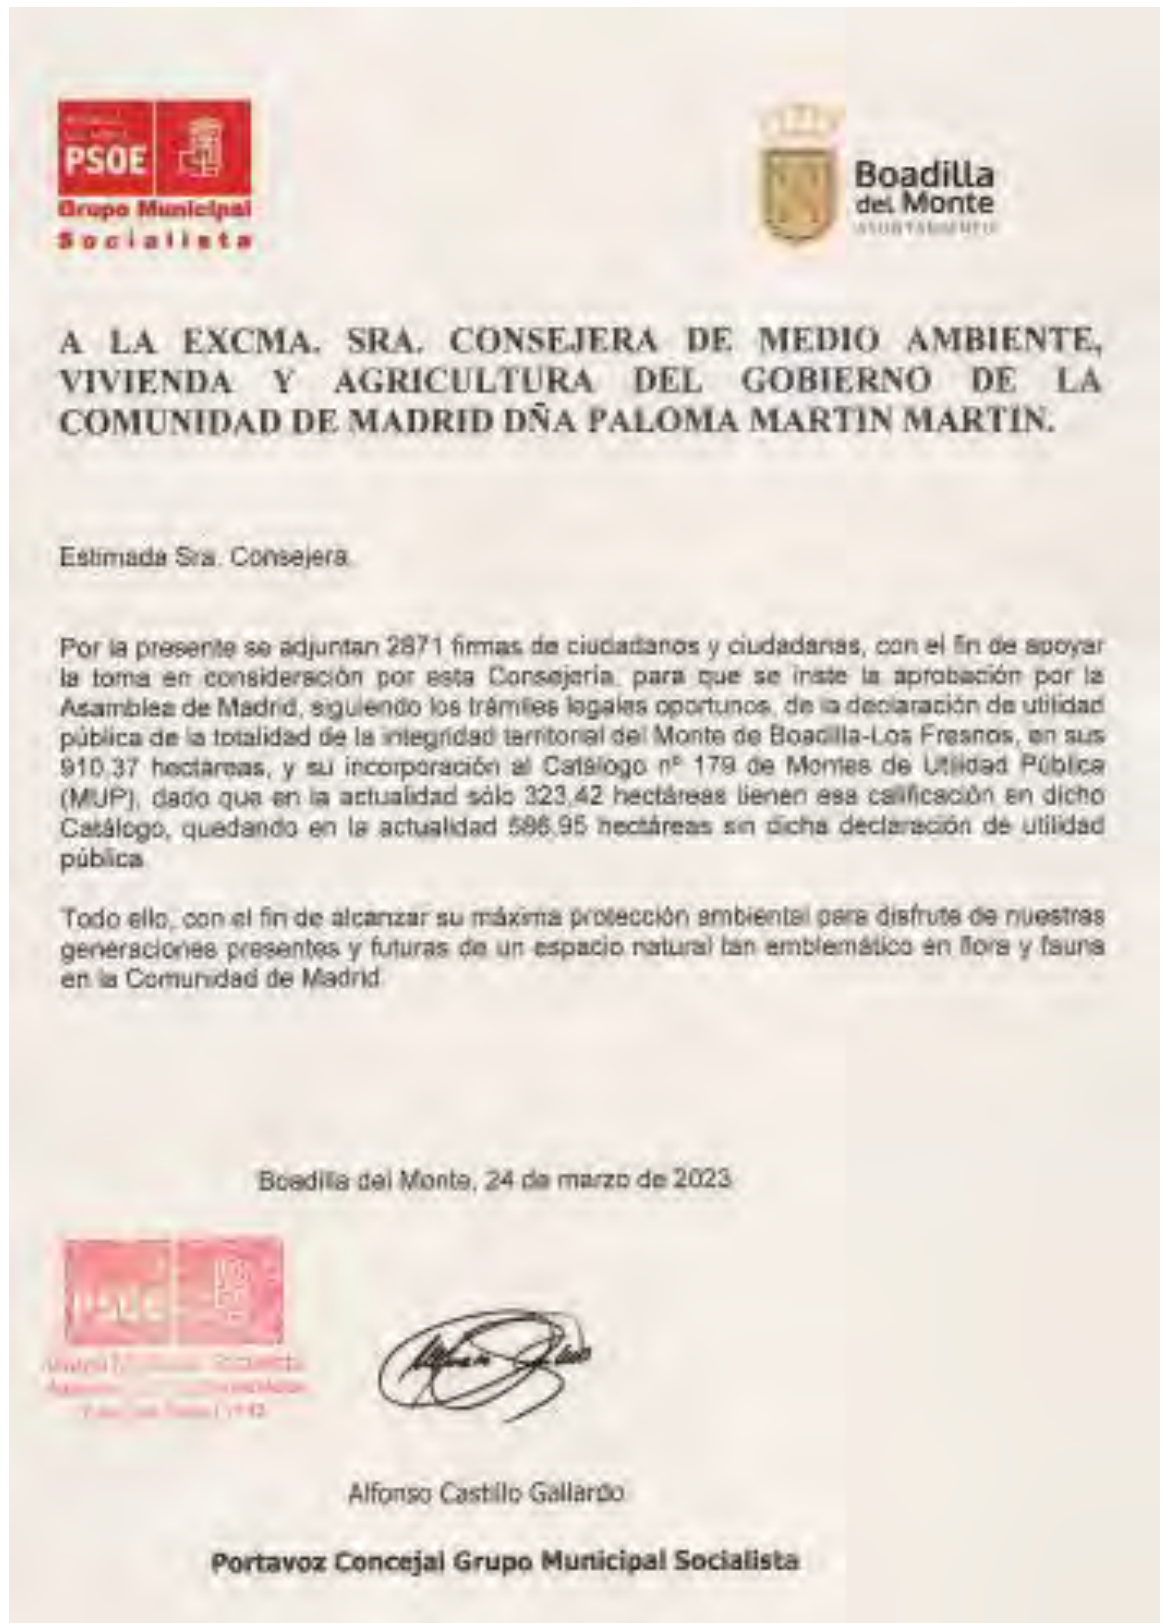 PSOE
Grupo Municipal
Socialista
Boadilla
del Monte
AYUNTAMIENTO
A LA EXCMA. SRA. CONSEJERA DE MEDIO AMBIENTE,
VIVIENDA Y AGRICULTURA DEL GOBIERNO DE LA
COMUNIDAD DE MADRID DÑA PALOMA MARTIN MARTIN.
Estimada Sra. Consejera.
Por la presente se adjuntan 2871 firmas de ciudadanos y ciudadanas, con el fin de apoyar
la toma en consideración por esta Consejería, para que se inste la aprobación por la
Asamblea de Madrid, siguiendo los trámites legales oportunos, de la declaración de utilidad
pública de la totalidad de la integridad territorial del Monte de Boadilla-Los Fresnos, en sus
910,37 hectáreas, y su incorporación al Catálogo nº 179 de Montes de Utilidad Pública
(MUP), dado que en la actualidad sólo 323,42 hectáreas tienen esa calificación en dicho
Catálogo, quedando en la actualidad 586,95 hectáreas sin dicha declaración de utilidad
pública
Todo ello, con el fin de alcanzar su máxima protección ambiental para disfrute de nuestras
generaciones presentes y futuras de un espacio natural tan emblemático en flora y fauna
en la Comunidad de Madrid
Boadilla del Monte, 24 de marzo de 2023
PSOE
Alfonso Castillo Gallardo
Portavoz Concejal Grupo Municipal Socialista